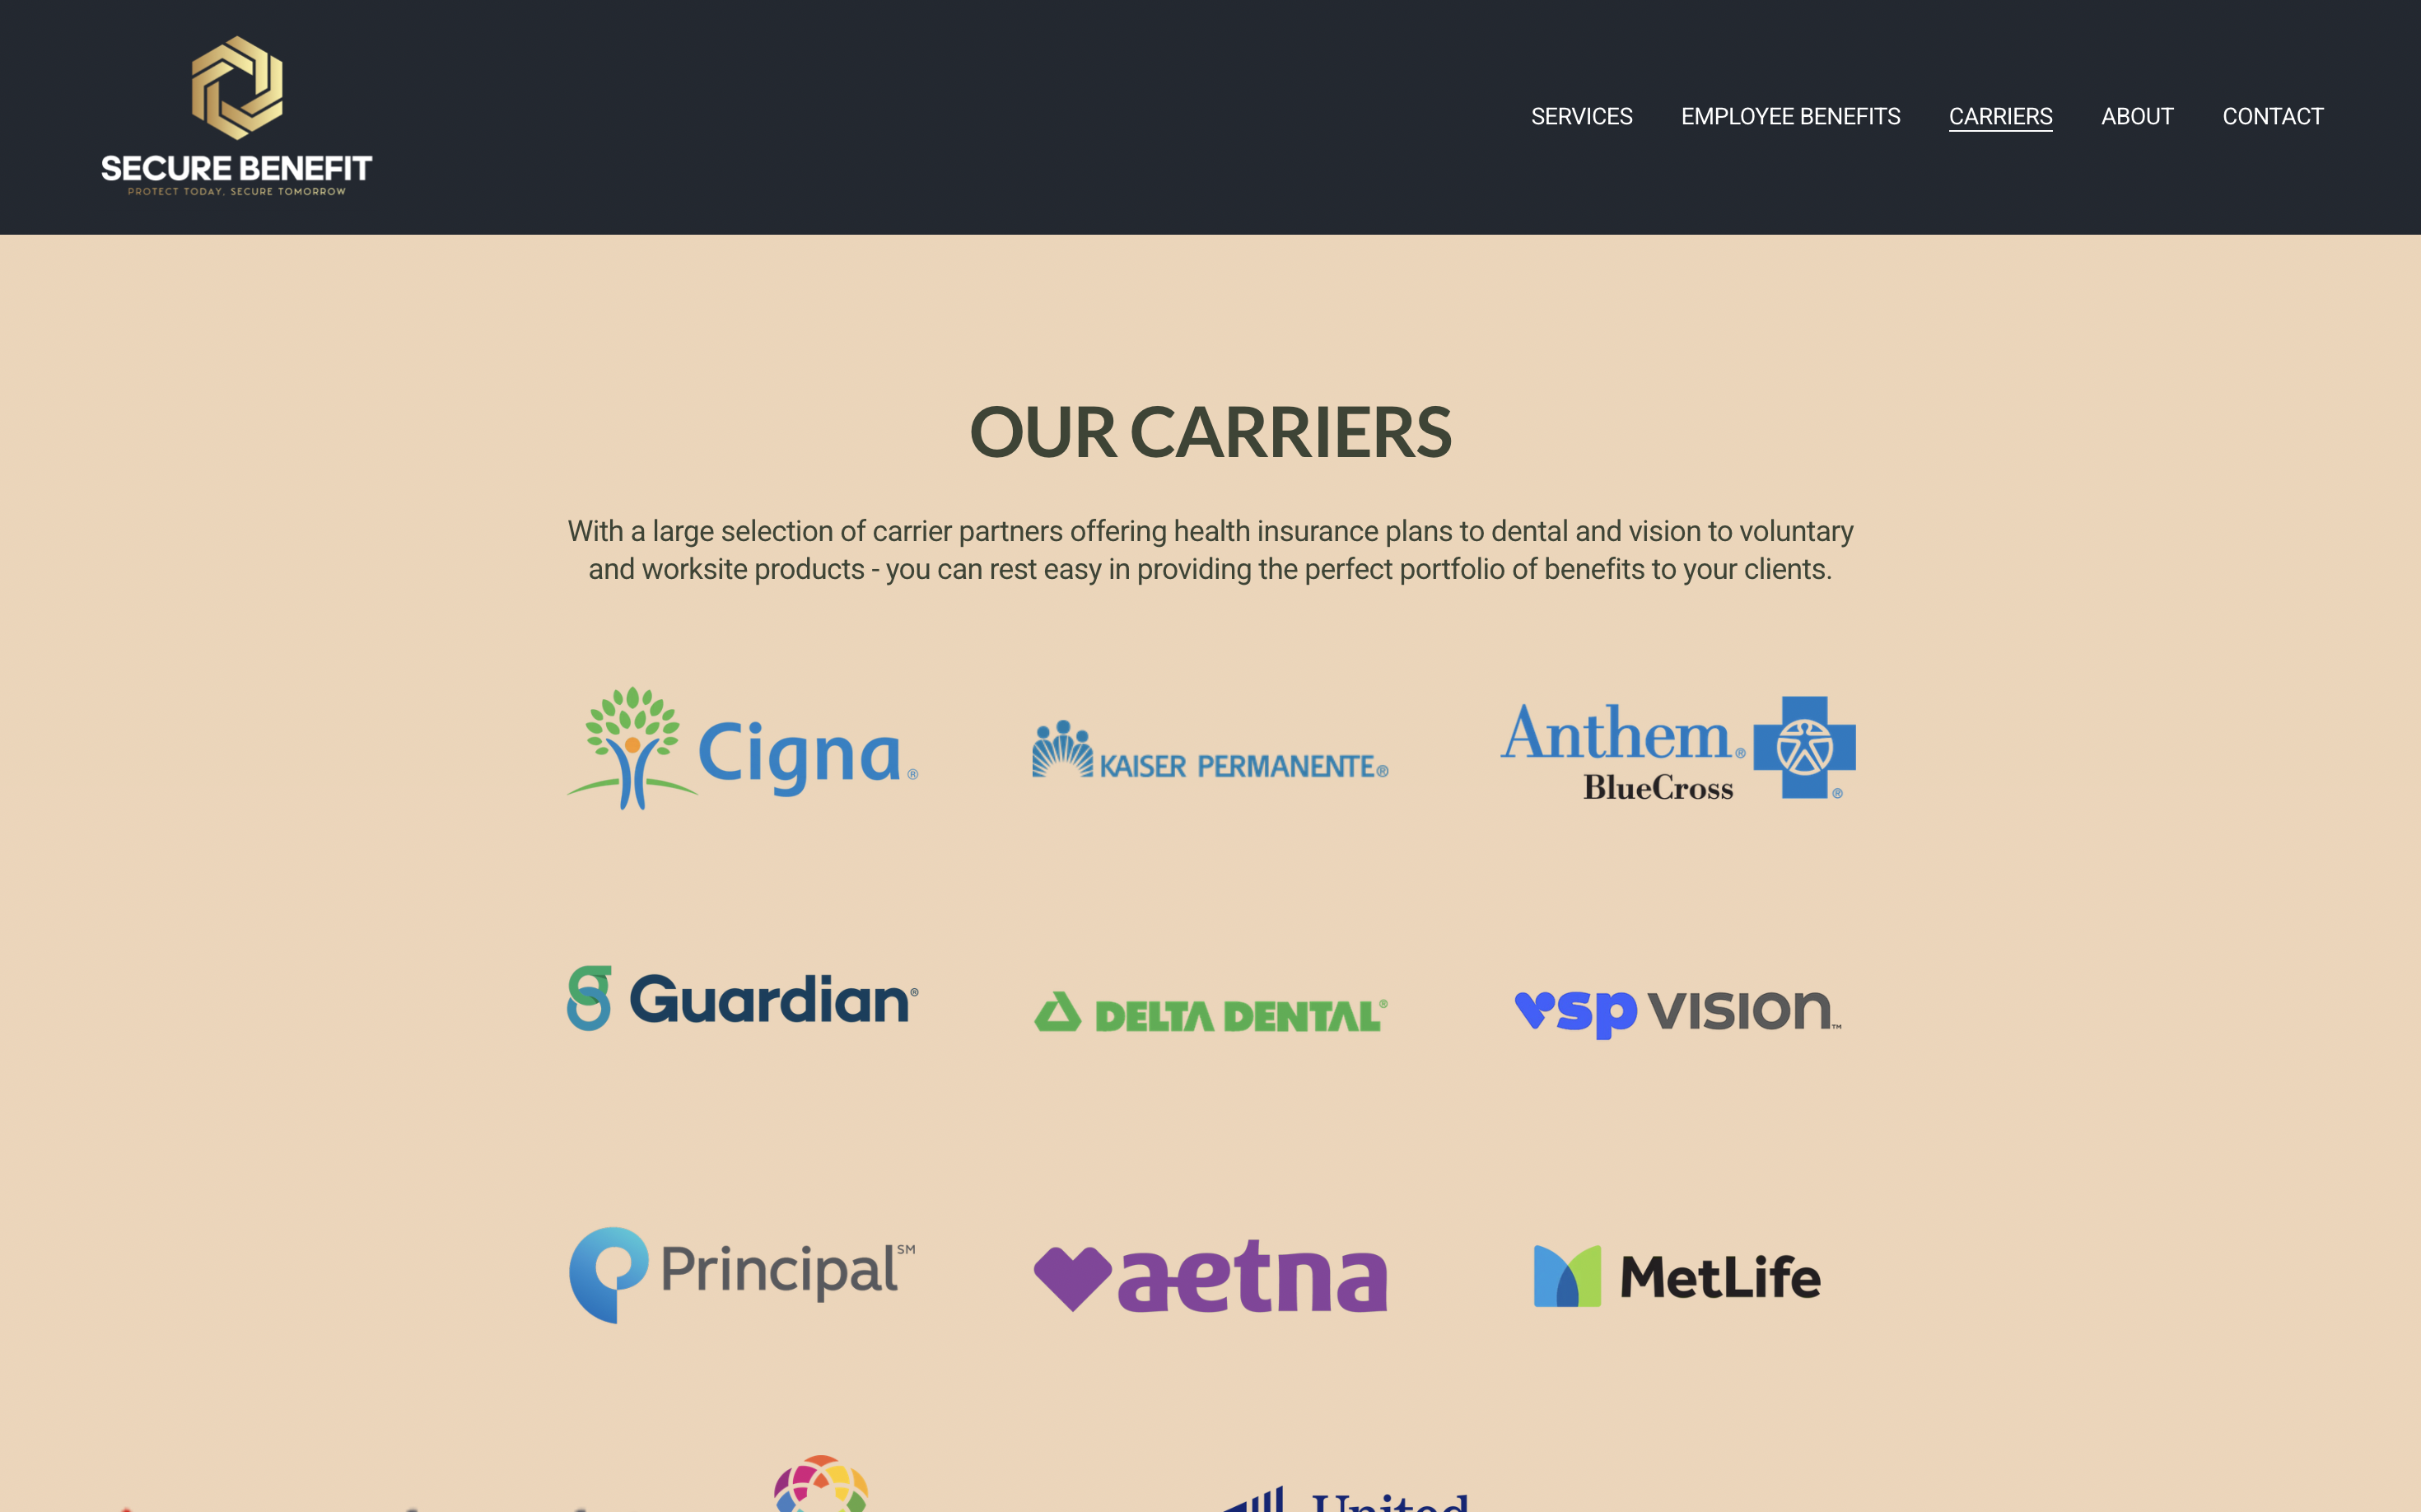 SECURE BENEFIT
PROTECT TODAY, SECURE TOMORROW
SERVICES EMPLOYEE BENEFITS CARRIERS ABOUT CONTACT
OUR CARRIERS
With a large selection of carrier partners offering health insurance plans to dental and vision to voluntary
and worksite products - you can rest easy in providing the perfect portfolio of benefits to your clients.
Cigna®
KAISER PERMANENTE®
Anthem®
BlueCross
®
Guardian®
DELTA DENTAL®
vsp vision™
Principal℠
aetna
MetLife
United